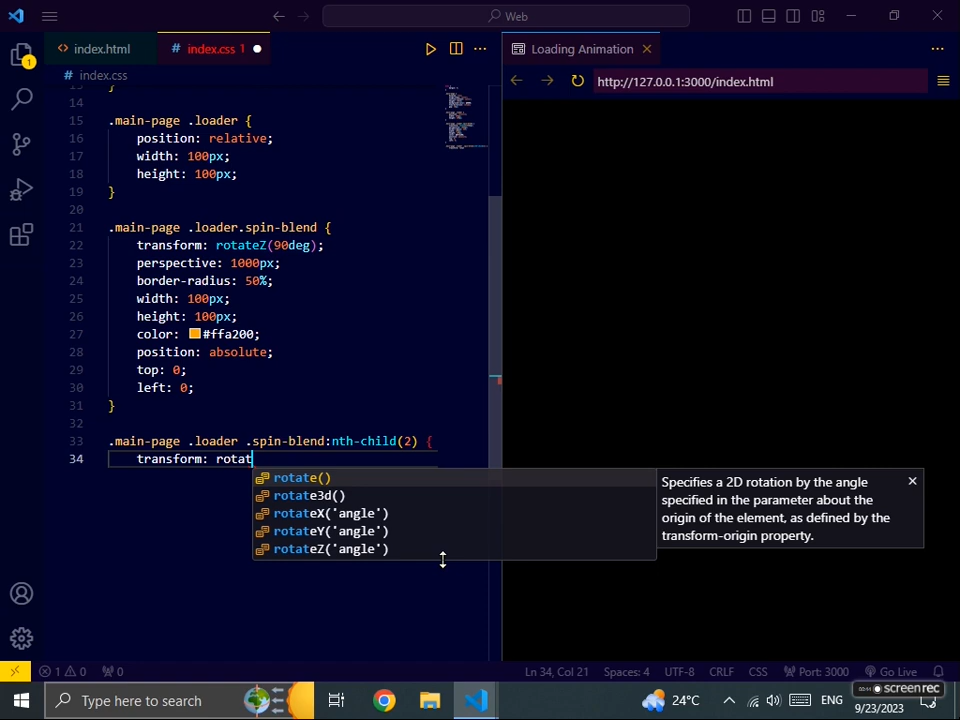 Web
index.html
# index.css 1
Loading Animation
# index.css
http://127.0.0.1:3000/index.html
13 }
14
15 .main-page .loader {
16 position: relative;
17 width: 100px;
18 height: 100px;
19 }
20
21 .main-page .loader.spin-blend {
22 transform: rotateZ(90deg);
23 perspective: 1000px;
24 border-radius: 50%;
25 width: 100px;
26 height: 100px;
27 color: #ffa200;
28 position: absolute;
29 top: 0;
30 left: 0;
31 }
32
33 .main-page .loader .spin-blend:nth-child(2) {
34 transform: rotat
rotate()
rotate3d()
rotateX('angle')
rotateY('angle')
rotateZ('angle')
Specifies a 2D rotation by the angle
specified in the parameter about the
origin of the element, as defined by the
transform-origin property.
1
1 0 0
Ln 34, Col 21 Spaces: 4 UTF-8 CRLF CSS Port: 3000 Go Live
Type here to search
24°C
ENG
screenrec
9/23/2023